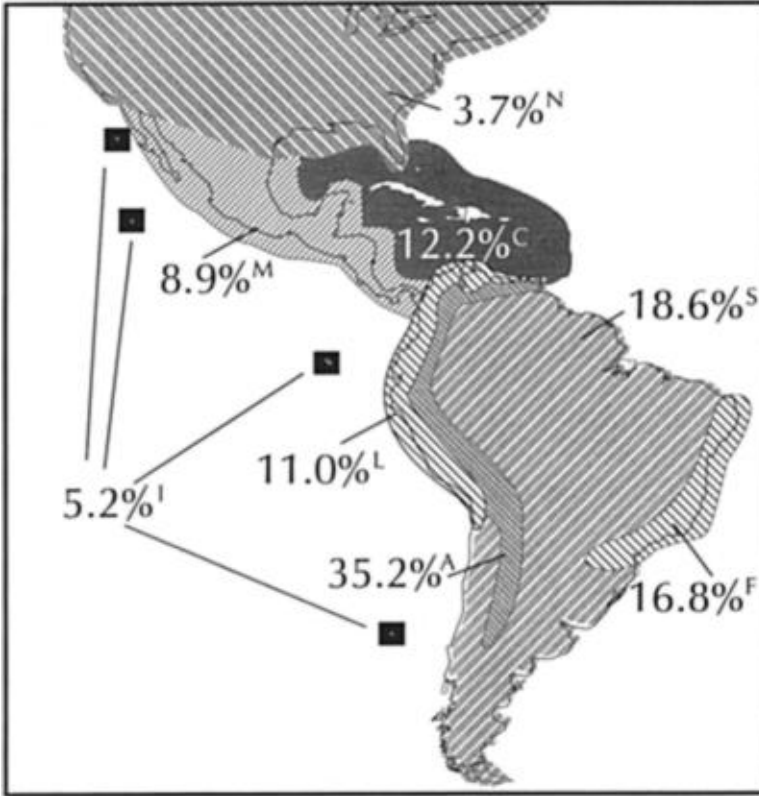 3.7%ᴺ
12.2%ᶜ
8.9%ᴹ
18.6%ˢ
11.0%ᴸ
5.2%ᴵ
35.2%ᴬ
16.8%ꟳ